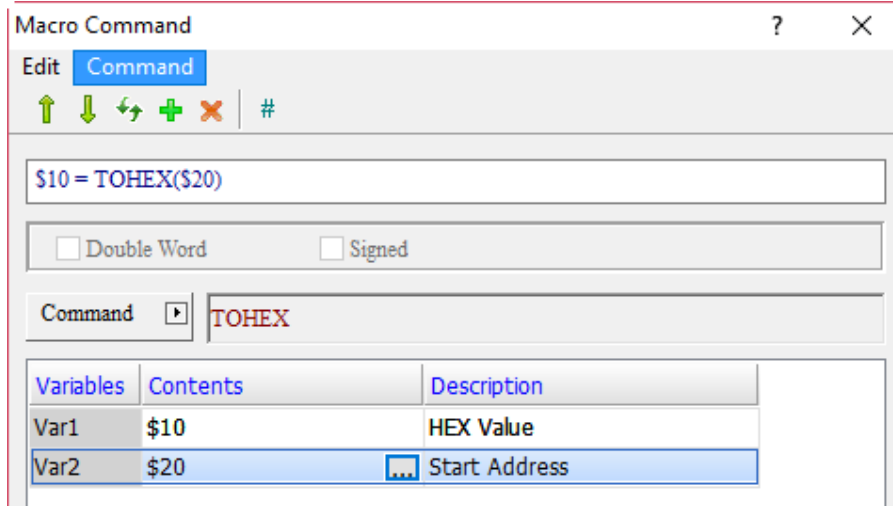 Macro Command ?
Edit Command
#
$10 = TOHEX($20)
Double Word Signed
Command TOHEX
Variables Contents Description
Var1 $10 HEX Value
Var2 $20 ... Start Address